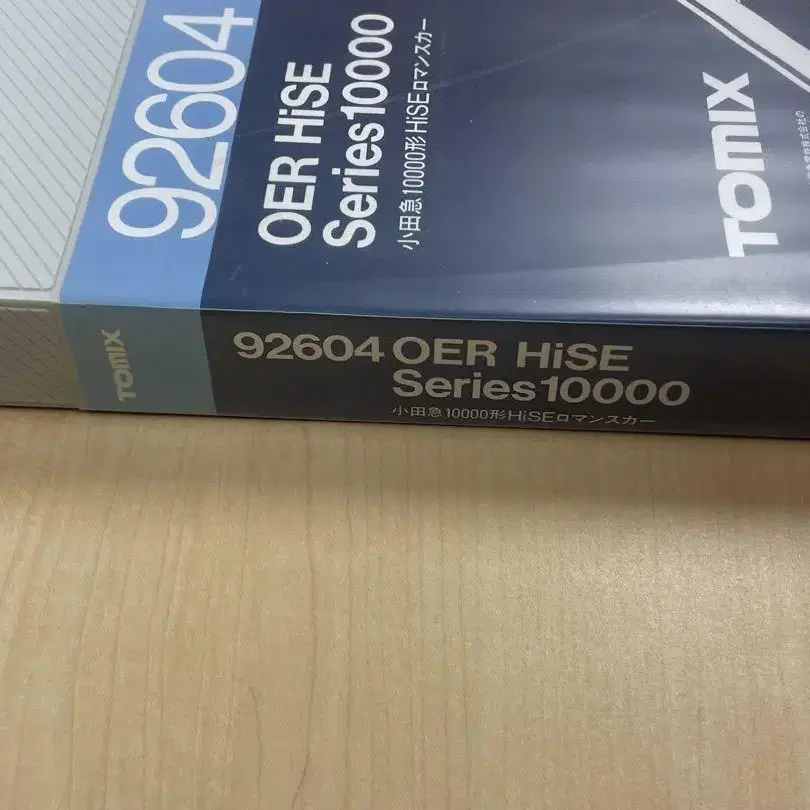 92604
OER HiSE
Series10000
小田急10000形HiSEロマンスカー
TOMIX
TOMIX
92604 OER HiSE
Series10000
小田急10000形HiSEロマンスカー